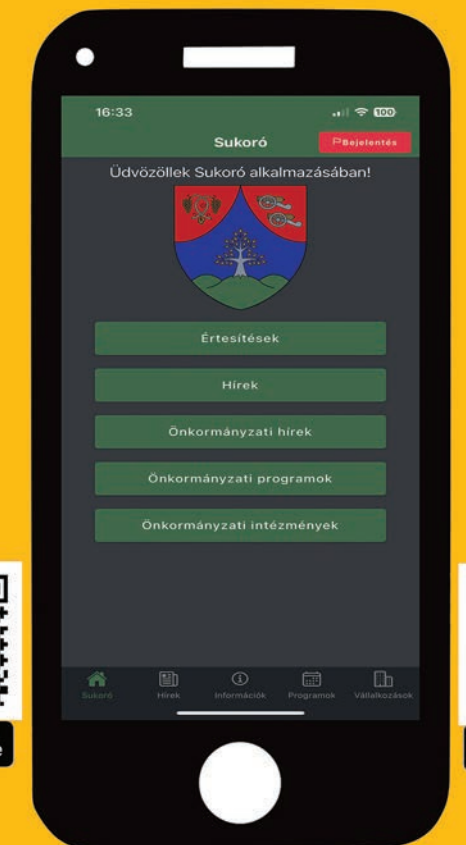 16:33
100
Sukoró
Bejelentés
Üdvözöllek Sukoró alkalmazásában!
Értesítések
Hírek
Önkormányzati hírek
Önkormányzati programok
Önkormányzati intézmények
Sukoró Hírek Információk Programok Vállalkozások